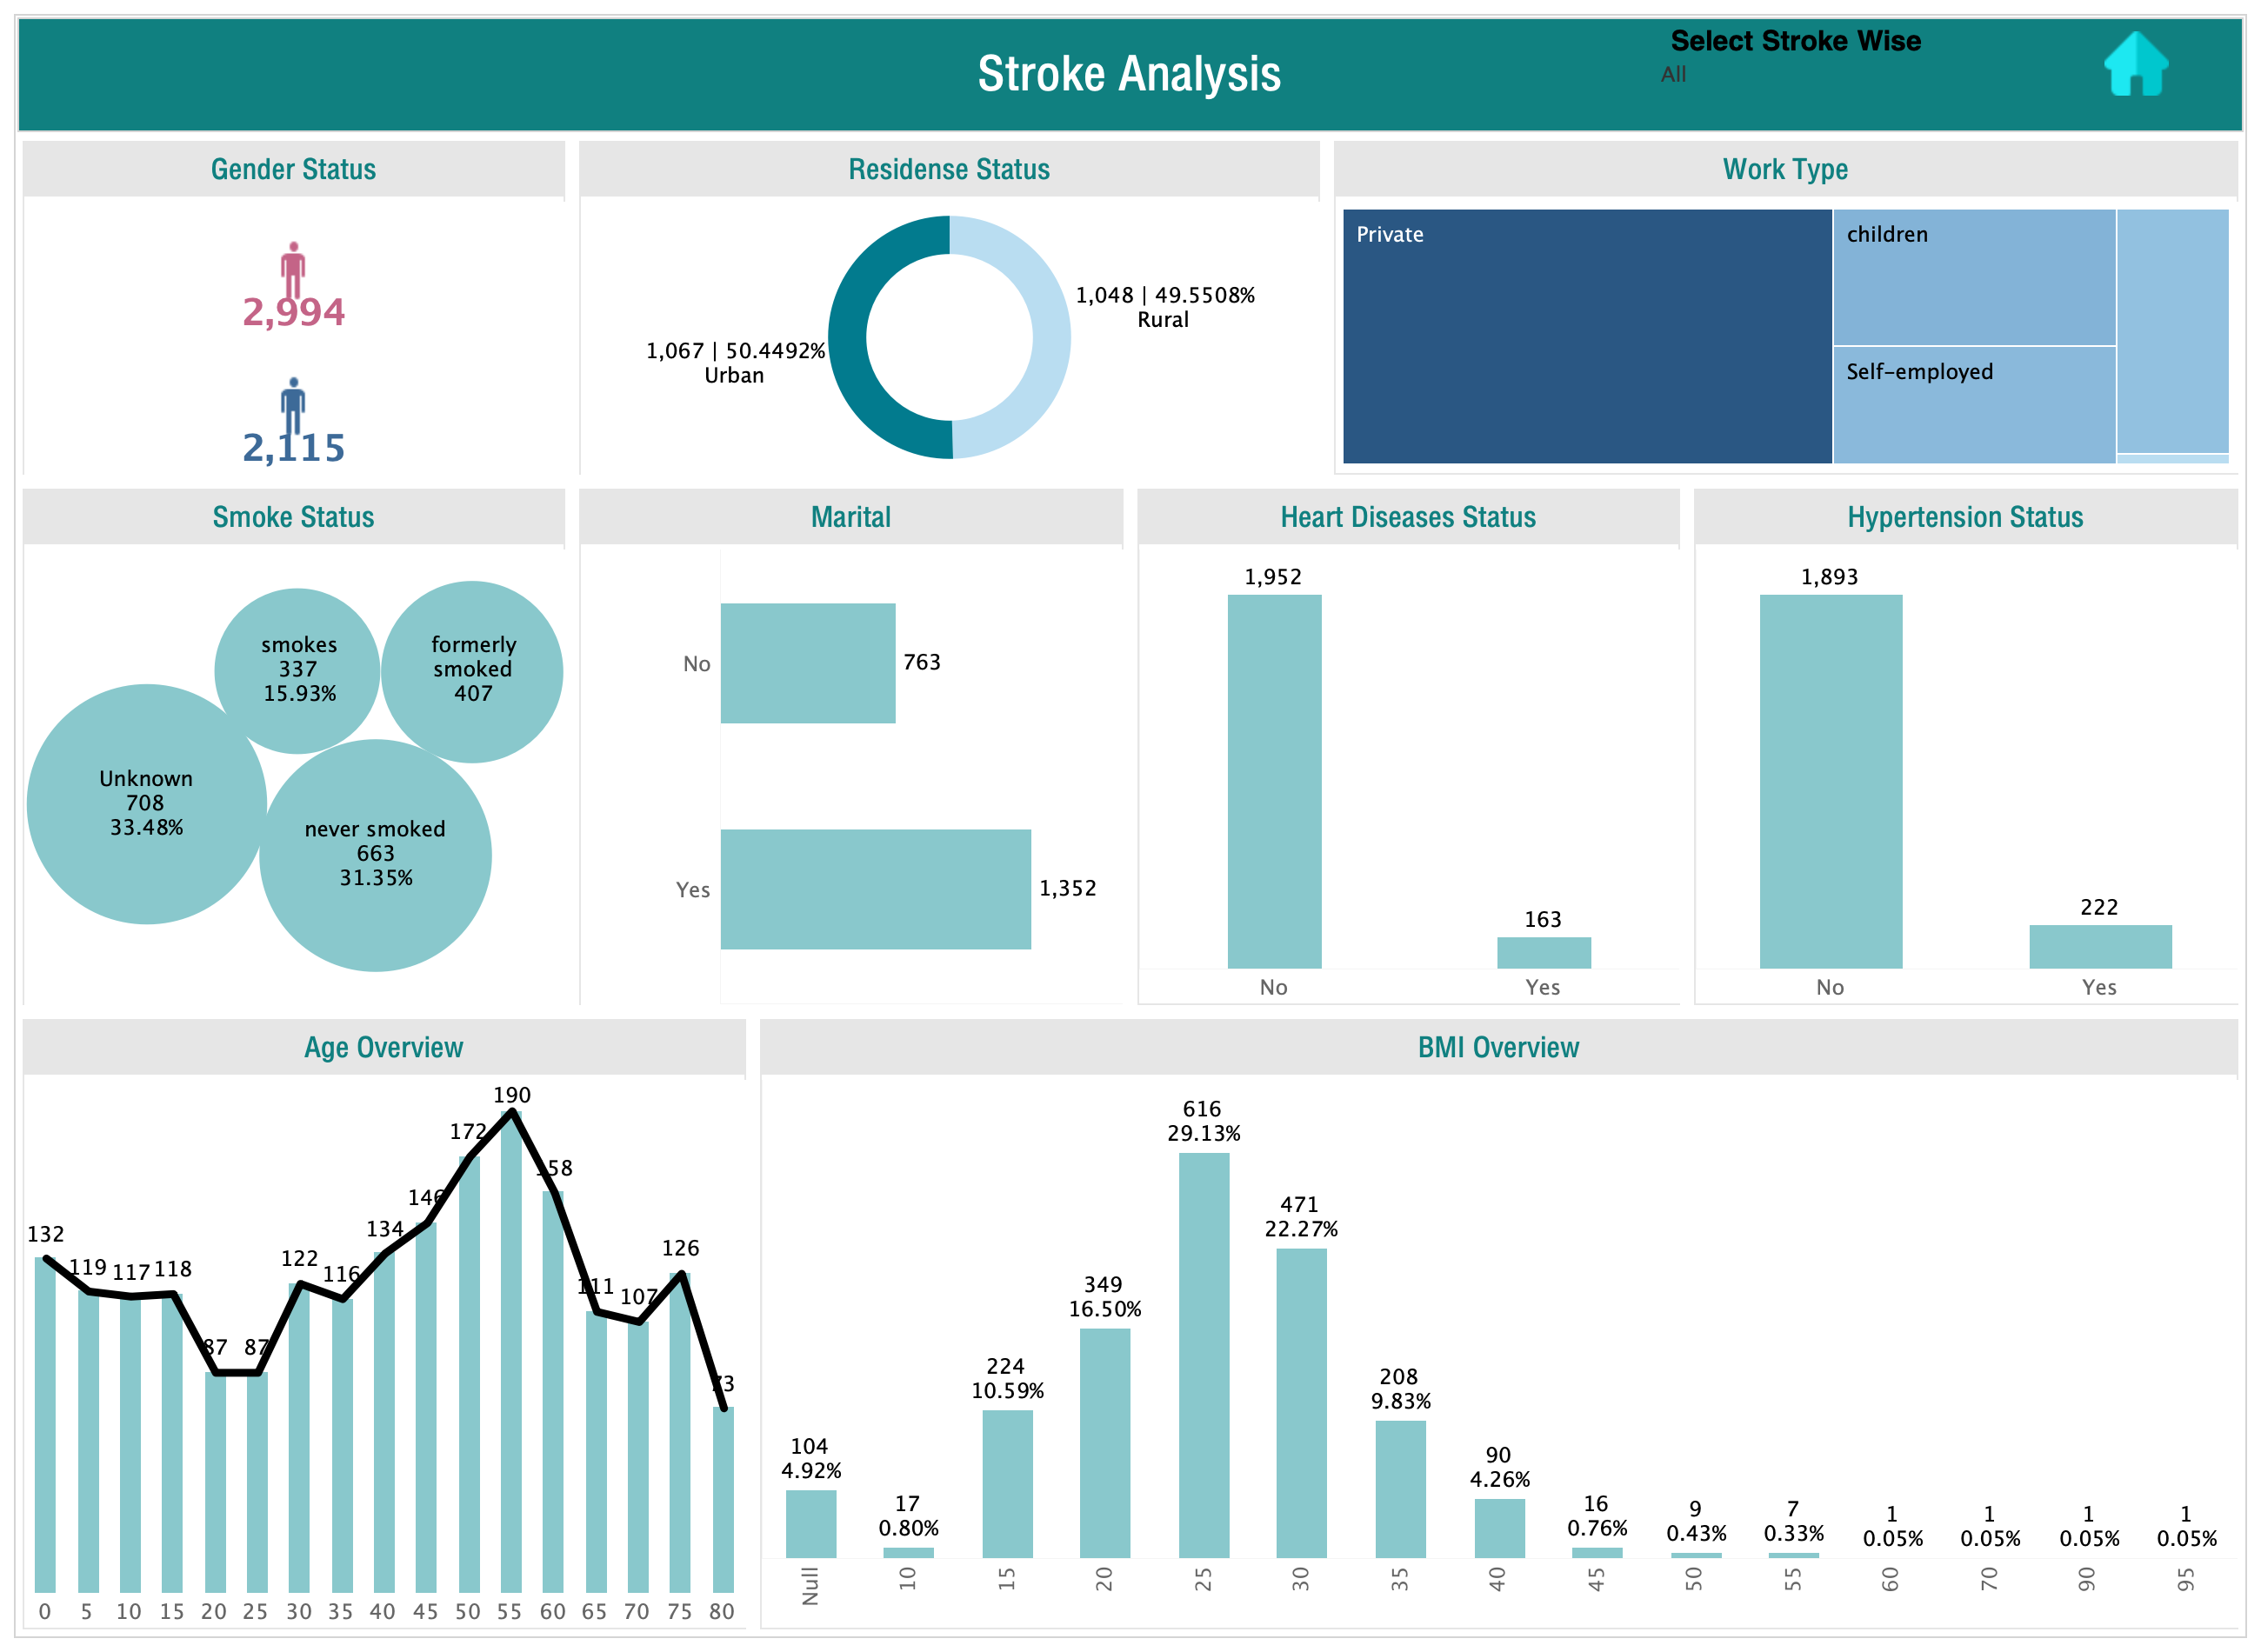 Stroke Analysis
Select Stroke Wise
All
Gender Status
2,994
2,115
Residense Status
1,048 | 49.5508%
Rural
1,067 | 50.4492%
Urban
Work Type
Private
children
Self-employed
Smoke Status
smokes
337
15.93%
formerly
smoked
407
Unknown
708
33.48%
never smoked
663
31.35%
Marital
No
763
Yes
1,352
Heart Diseases Status
1,952
163
No
Yes
Hypertension Status
1,893
222
No
Yes
Age Overview
132
119
117
118
87
87
122
116
134
146
172
190
158
111
107
126
73
0 5 10 15 20 25 30 35 40 45 50 55 60 65 70 75 80
BMI Overview
104
4.92%
17
0.80%
224
10.59%
349
16.50%
616
29.13%
471
22.27%
208
9.83%
90
4.26%
16
0.76%
9
0.43%
7
0.33%
1
0.05%
1
0.05%
1
0.05%
1
0.05%
Null 10 15 20 25 30 35 40 45 50 55 60 70 90 95